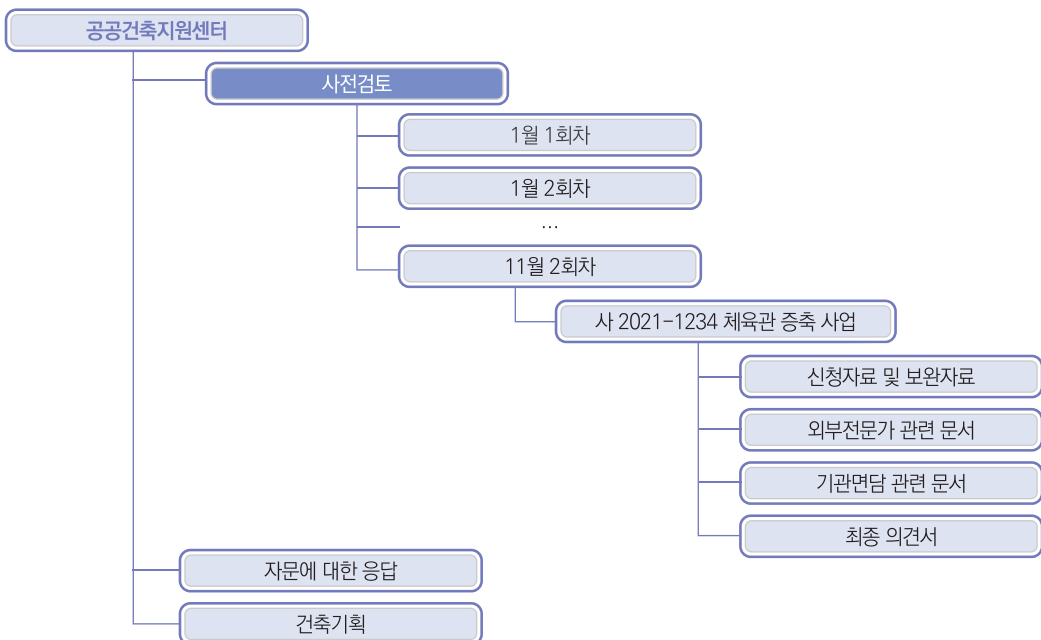 공공건축지원센터
사전검토
1월 1회차
1월 2회차
…
11월 2회차
사 2021-1234 체육관 증축 사업
신청자료 및 보완자료
외부전문가 관련 문서
기관면담 관련 문서
최종 의견서
자문에 대한 응답
건축기획